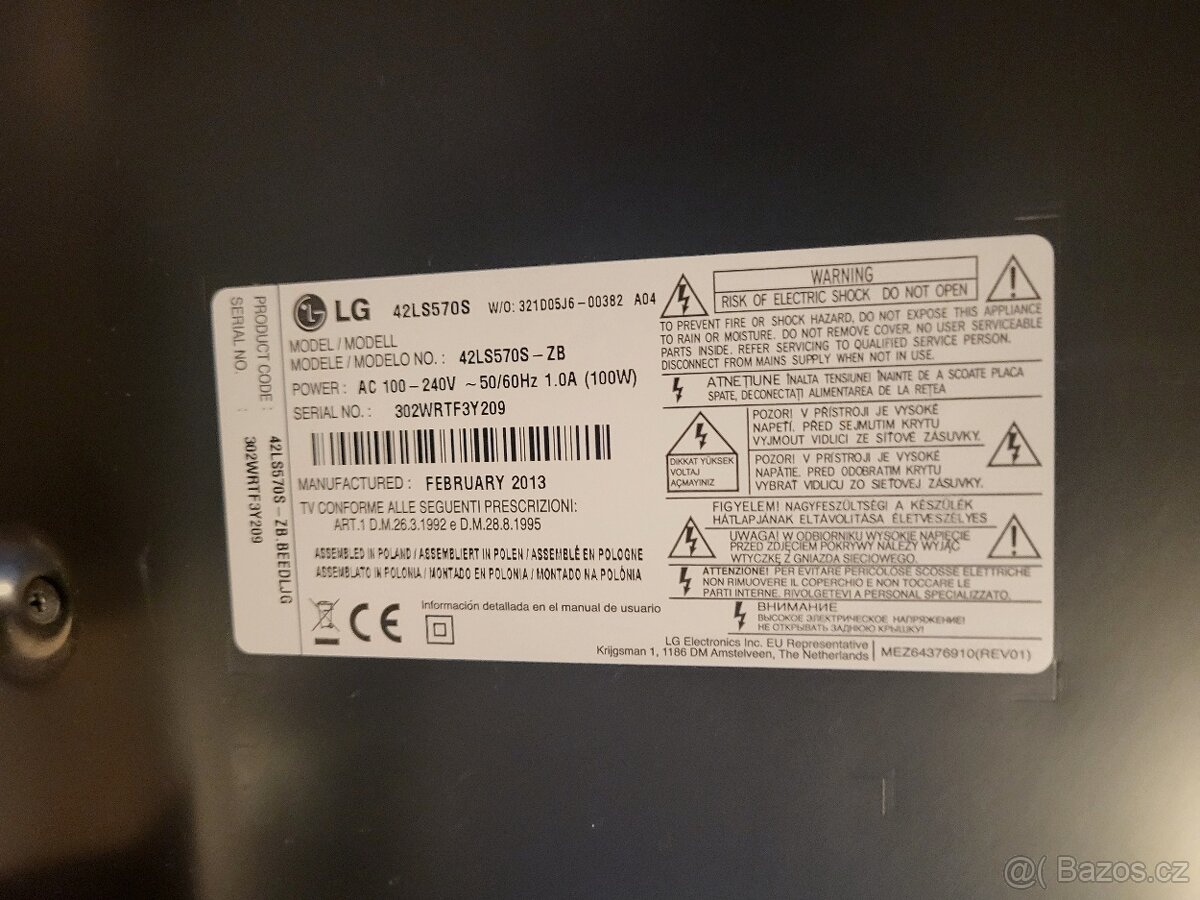 PRODUCT CODE : 42LS570S-ZB.BEEDLJG
SERIAL NO. : 302WRTF3Y209
LG 42LS570S W/O: 321D05J6-00382 A04
MODEL / MODELL
MODELE / MODELO NO. : 42LS570S-ZB
POWER : AC 100-240V ~50/60Hz 1.0A (100W)
SERIAL NO. : 302WRTF3Y209
MANUFACTURED : FEBRUARY 2013
TV CONFORME ALLE SEGUENTI PRESCRIZIONI:
ART.1 D.M.26.3.1992 e D.M.28.8.1995
ASSEMBLED IN POLAND / ASSEMBLIERT IN POLEN / ASSEMBLÉ EN POLOGNE
ASSEMBLATO IN POLONIA / MONTADO EN POLONIA / MONTADO NA POLÔNIA
CE
Información detallada en el manual de usuario
WARNING
RISK OF ELECTRIC SHOCK DO NOT OPEN
TO PREVENT FIRE OR SHOCK HAZARD, DO NOT EXPOSE THIS APPLIANCE
TO RAIN OR MOISTURE. DO NOT REMOVE COVER. NO USER SERVICEABLE
PARTS INSIDE. REFER SERVICING TO QUALIFIED SERVICE PERSON.
DISCONNECT FROM MAINS SUPPLY WHEN NOT IN USE.
ATNEŢIUNE ÎNALTA TENSIUNE! ÎNAINTE DE A SCOATE PLACA
SPATE, DECONECTAŢI ALIMENTAREA DE LA REŢEA
DIKKAT YÜKSEK
VOLTAJ
AÇMAYINIZ
POZOR! V PŘÍSTROJI JE VYSOKÉ
NAPĚTÍ. PŘED SEJMUTIM KRYTU
VYJMOUT VIDLICI ZE SÍŤOVÉ ZÁSUVKY.
POZOR! V PRÍSTROJI JE VYSOKÉ
NAPÄTIE. PRED ODOBRATIM KRYTU
VYBRAŤ VIDLICU ZO SIEŤOVEJ ZÁSUVKY.
FIGYELEM! NAGYFESZÜLTSÉG! A KÉSZÜLÉK
HÁTLAPJÁNAK ELTÁVOLÍTÁSA ÉLETVESZÉLYES
UWAGA! W ODBIORNIKU WYSOKIE NAPIĘCIE
PRZED ZDJĘCIEM POKRYWY NALEŻY WYJĄĆ
WTYCZKĘ Z GNIAZDA SIECIOWEGO.
ATTENZIONE! PER EVITARE PERICOLOSE SCOSSE ELETTRICHE
NON RIMUOVERE IL COPERCHIO E NON TOCCARE LE
PARTI INTERNE. RIVOLGETEVI A PERSONAL SPECIALIZZATO.
ВНИМАНИЕ
ВЫСОКОЕ ЭЛЕКТРИЧЕСКОЕ НАПРЯЖЕНИЕ!
НЕ ОТКРЫВАТЬ ЗАДНЮЮ КРЫШКУ!
LG Electronics Inc. EU Representative
Krijgsman 1, 1186 DM Amstelveen, The Netherlands
MEZ64376910(REV01)
@( Bazos.cz